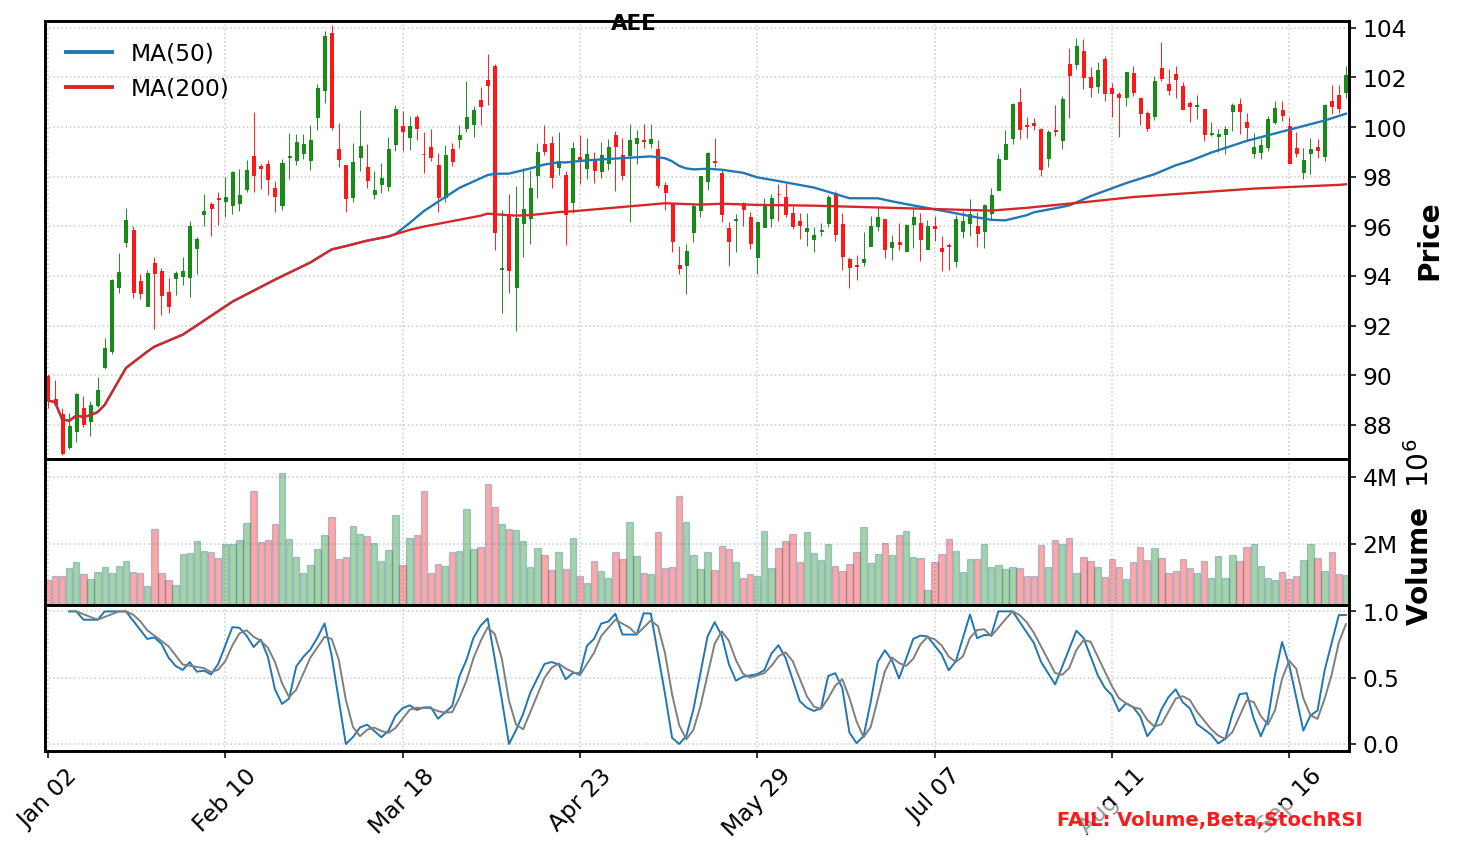 AEE
MA(50)
MA(200)
104
102
100
98
96
94
92
90
88
Price
4M
2M
Volume 10^6
1.0
0.5
0.0
Jan 02
Feb 10
Mar 18
Apr 23
May 29
Jul 07
Aug 11
Sep 16
FAIL: Volume,Beta,StochRSI